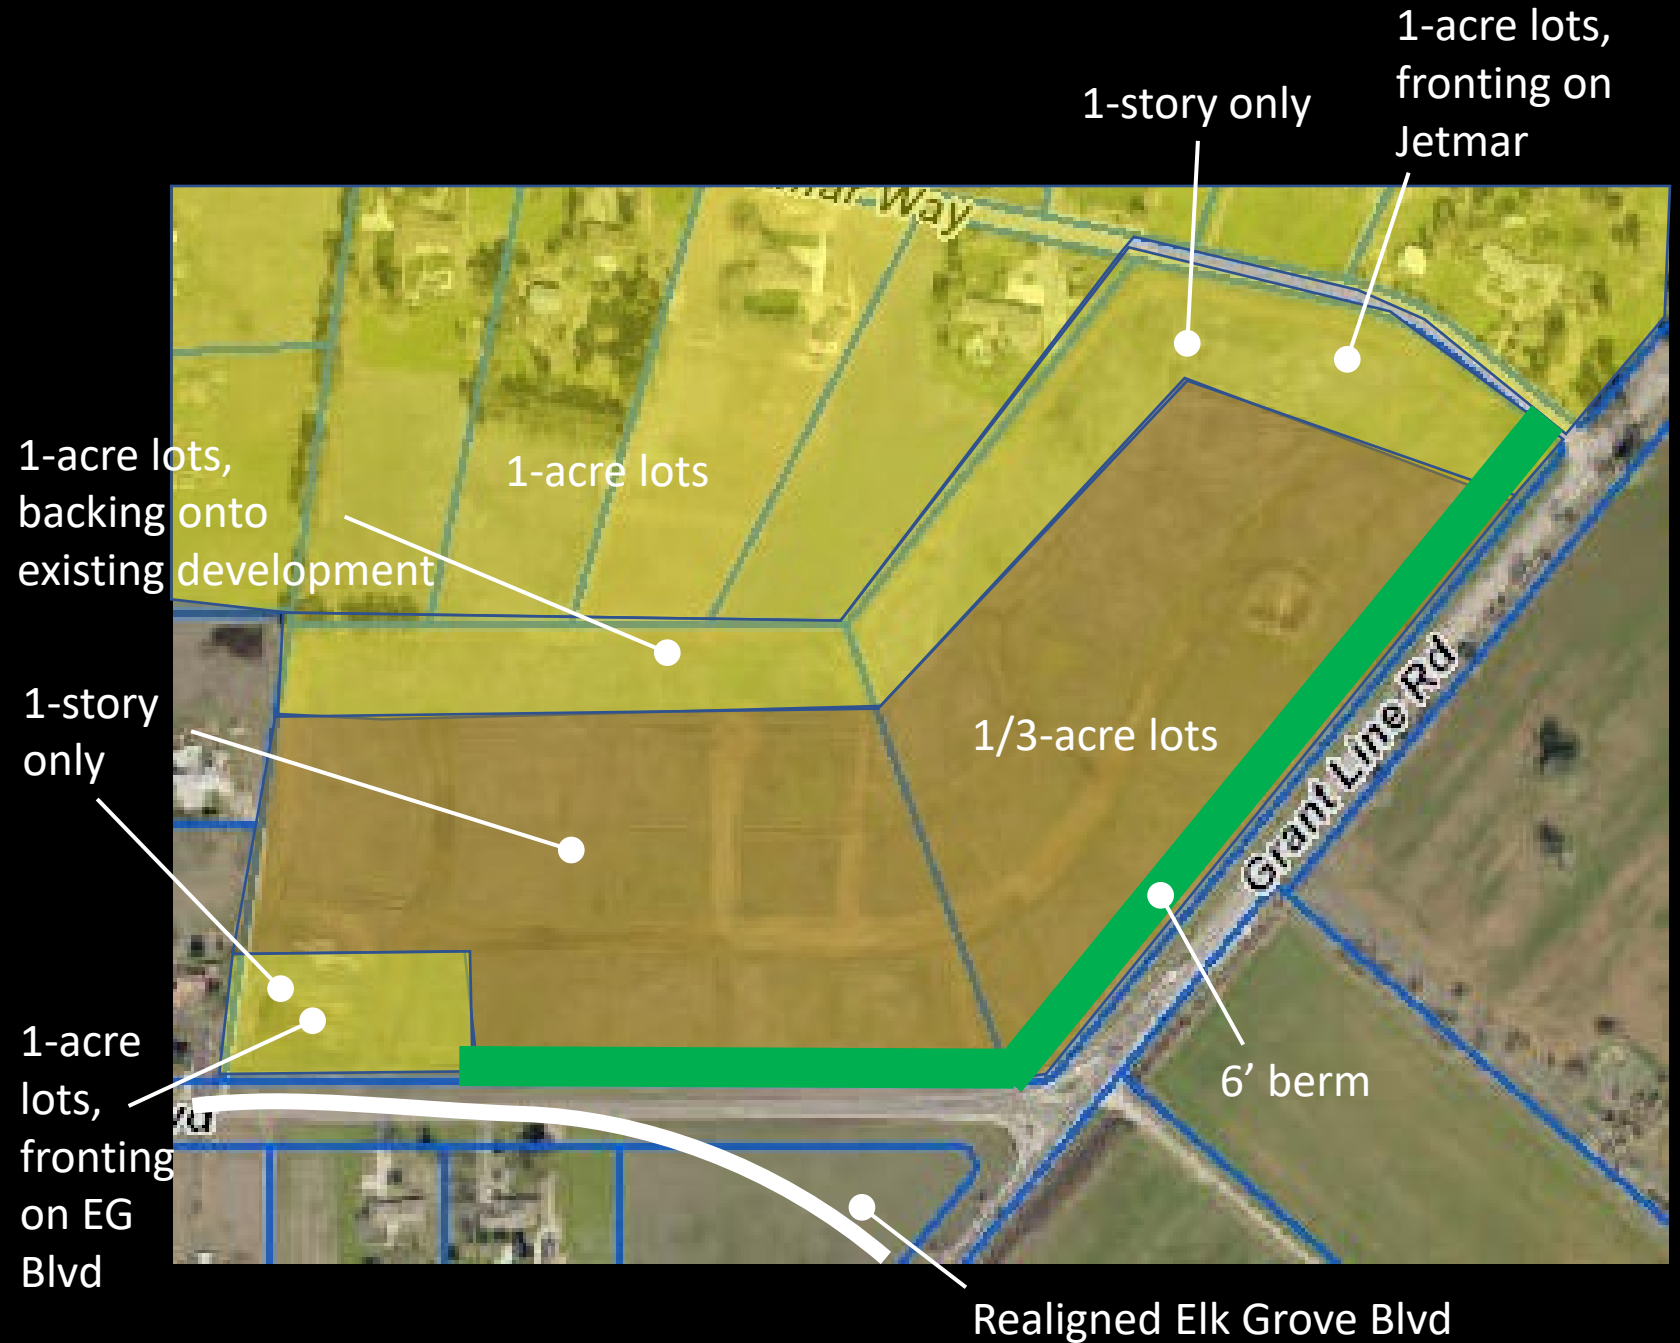 1-acre lots,
fronting on
Jetmar
1-story only
Way
1-acre lots,
backing onto
existing development
1-acre lots
1-story
only
1/3-acre lots
Grant Line Rd
1-acre
lots,
fronting
on EG
Blvd
6’ berm
Realigned Elk Grove Blvd